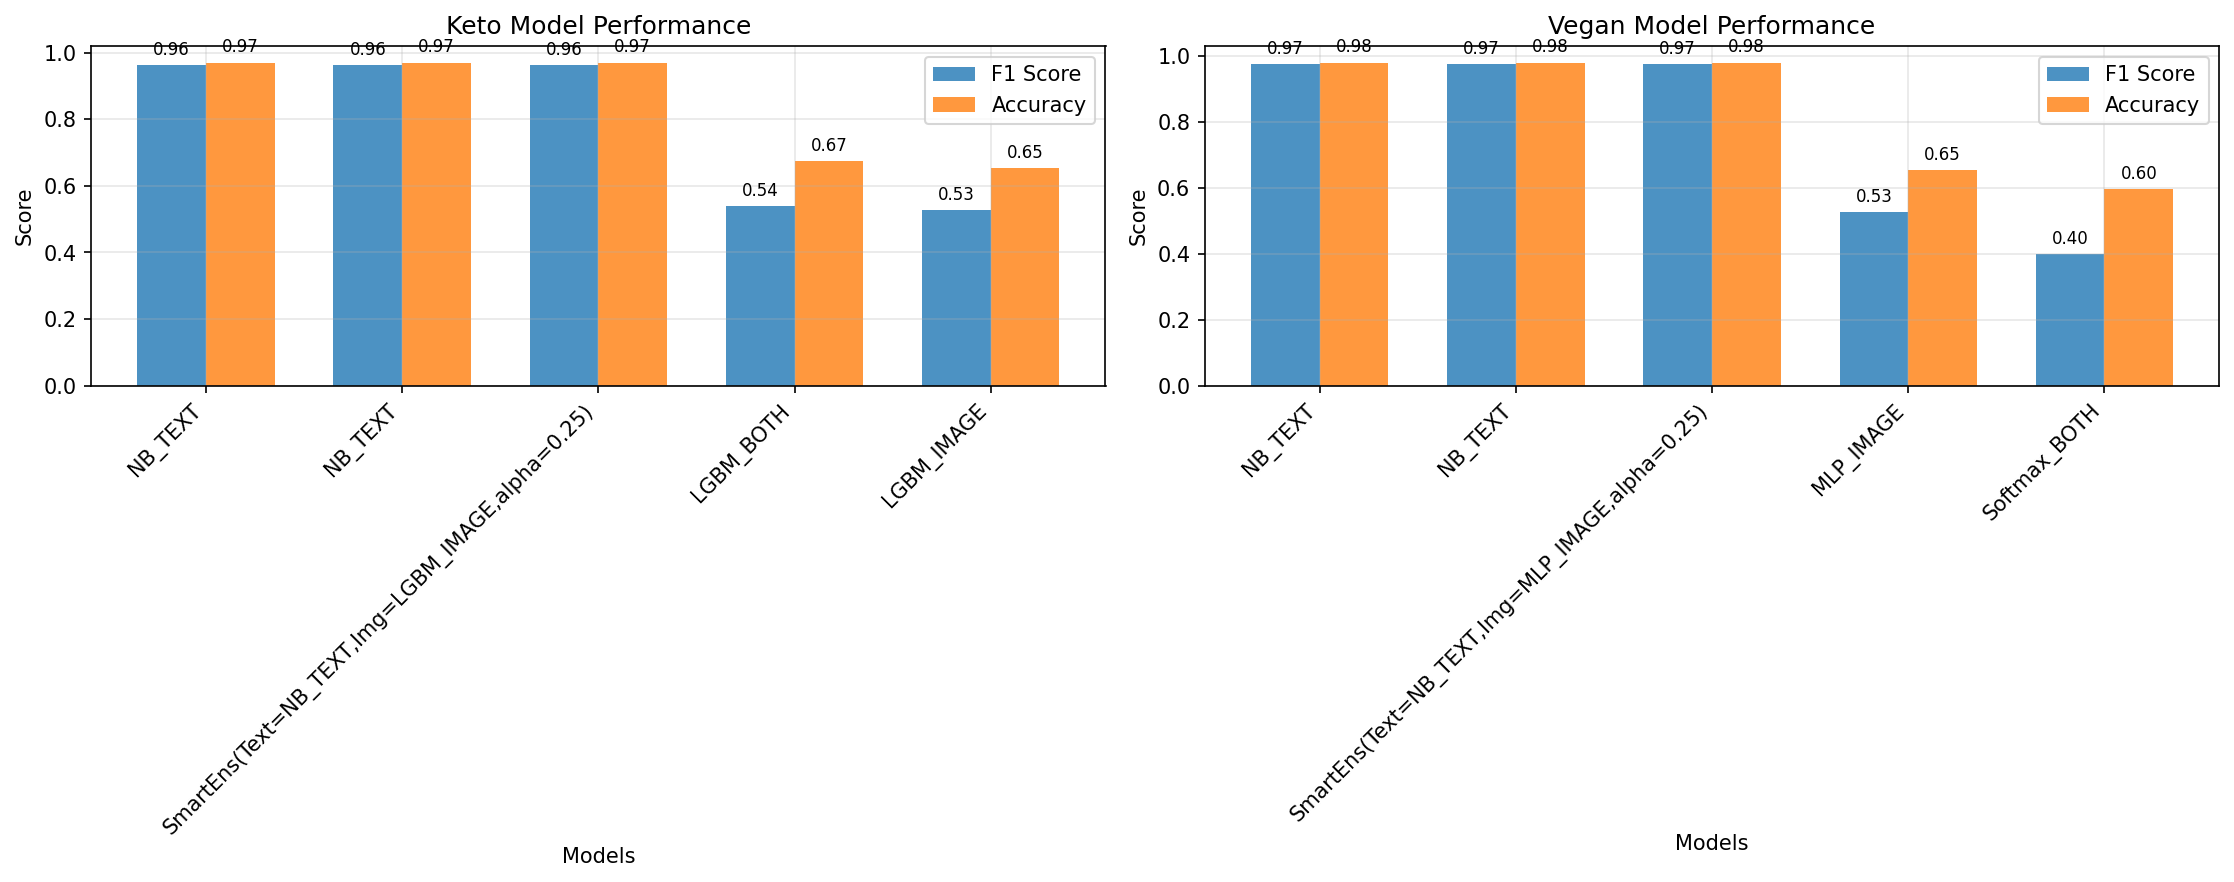 Keto Model Performance
0.96 0.97 0.96 0.97 0.96 0.97
1.0
F1 Score
Accuracy
0.8
0.67
0.65
0.6
0.54
0.53
Score
0.4
0.2
0.0
NB_TEXT
NB_TEXT
SmartEns(Text=NB_TEXT,Img=LGBM_IMAGE,alpha=0.25)
LGBM_BOTH
LGBM_IMAGE
Models
Vegan Model Performance
0.97 0.98 0.97 0.98 0.97 0.98
1.0
F1 Score
Accuracy
0.8
0.65
0.60
0.6
0.53
Score
0.40
0.4
0.2
0.0
NB_TEXT
NB_TEXT
SmartEns(Text=NB_TEXT,Img=MLP_IMAGE,alpha=0.25)
MLP_IMAGE
Softmax_BOTH
Models